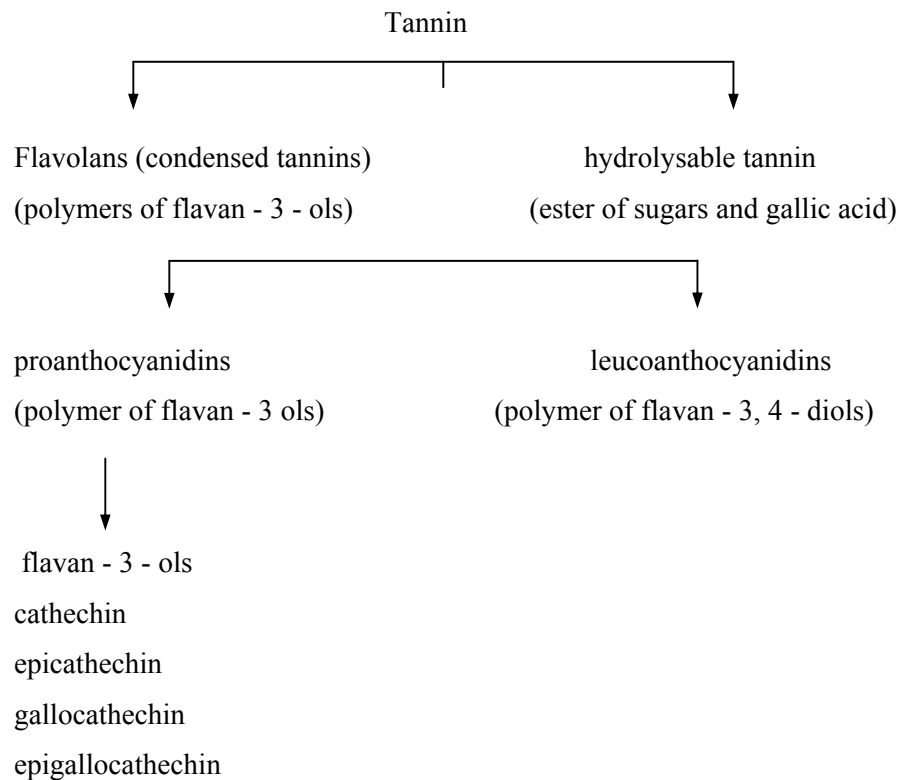 Tannin
Flavolans (condensed tannins) hydrolysable tannin
(polymers of flavan - 3 - ols) (ester of sugars and gallic acid)
proanthocyanidins leucoanthocyanidins
(polymer of flavan - 3 ols) (polymer of flavan - 3, 4 - diols)
flavan - 3 - ols
cathechin
epicathechin
gallocathechin
epigallocathechin